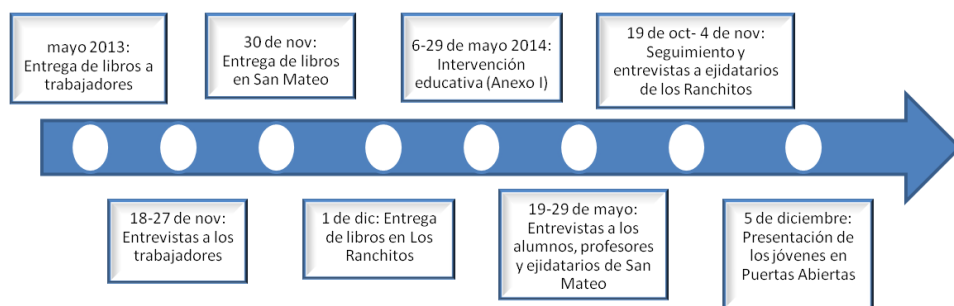 mayo 2013:
Entrega de libros a
trabajadores
18-27 de nov:
Entrevistas a los
trabajadores
30 de nov:
Entrega de libros
en San Mateo
1 de dic: Entrega
de libros en Los
Ranchitos
6-29 de mayo 2014:
Intervención
educativa (Anexo I)
19-29 de mayo:
Entrevistas a los
alumnos, profesores
y ejidatarios de San
Mateo
19 de oct- 4 de nov:
Seguimiento y
entrevistas a ejidatarios
de los Ranchitos
5 de diciembre:
Presentación de
los jóvenes en
Puertas Abiertas